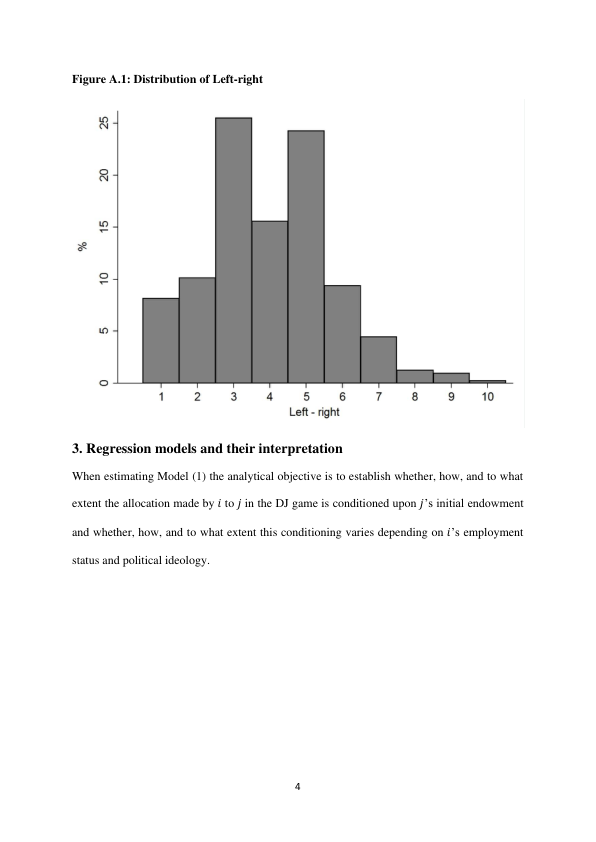 Figure A.1: Distribution of Left-right
25
20
15
10
5
0
%
1 2 3 4 5 6 7 8 9 10
Left - right
3. Regression models and their interpretation
When estimating Model (1) the analytical objective is to establish whether, how, and to what
extent the allocation made by i to j in the DJ game is conditioned upon j’s initial endowment
and whether, how, and to what extent this conditioning varies depending on i’s employment
status and political ideology.
4